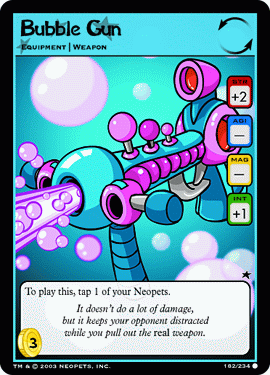 Bubble Gun
EQUIPMENT | WEAPON
STR
+2
AGI
–
MAG
–
INT
+1
To play this, tap 1 of your Neopets.
It doesn't do a lot of damage,
but it keeps your opponent distracted
while you pull out the real weapon.
3
TM & © 2003 NEOPETS, INC.
182/234